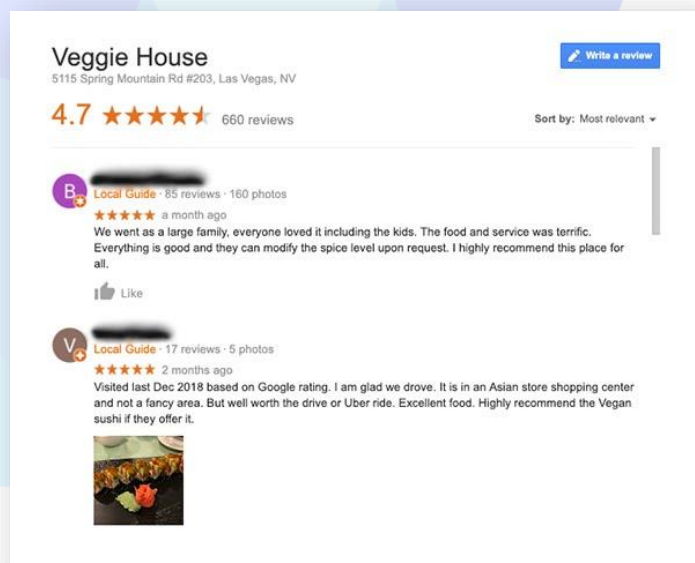 Veggie House
5115 Spring Mountain Rd #203, Las Vegas, NV
Write a review
4.7 660 reviews
Sort by: Most relevant
B
Local Guide · 85 reviews · 160 photos
a month ago
We went as a large family, everyone loved it including the kids. The food and service was terrific.
Everything is good and they can modify the spice level upon request. I highly recommend this place for
all.
Like
V
Local Guide · 17 reviews · 5 photos
2 months ago
Visited last Dec 2018 based on Google rating. I am glad we drove. It is in an Asian store shopping center
and not a fancy area. But well worth the drive or Uber ride. Excellent food. Highly recommend the Vegan
sushi if they offer it.